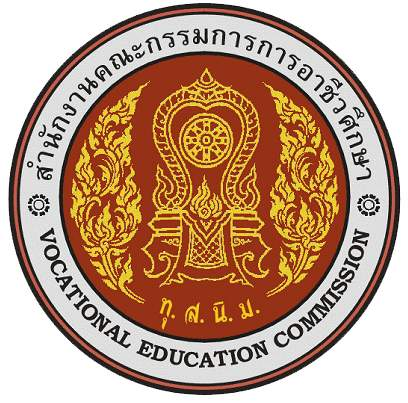 สำนักงานคณะกรรมการการอาชีวศึกษา
ทุ. ส. นิ. ม.
VOCATIONAL EDUCATION COMMISSION